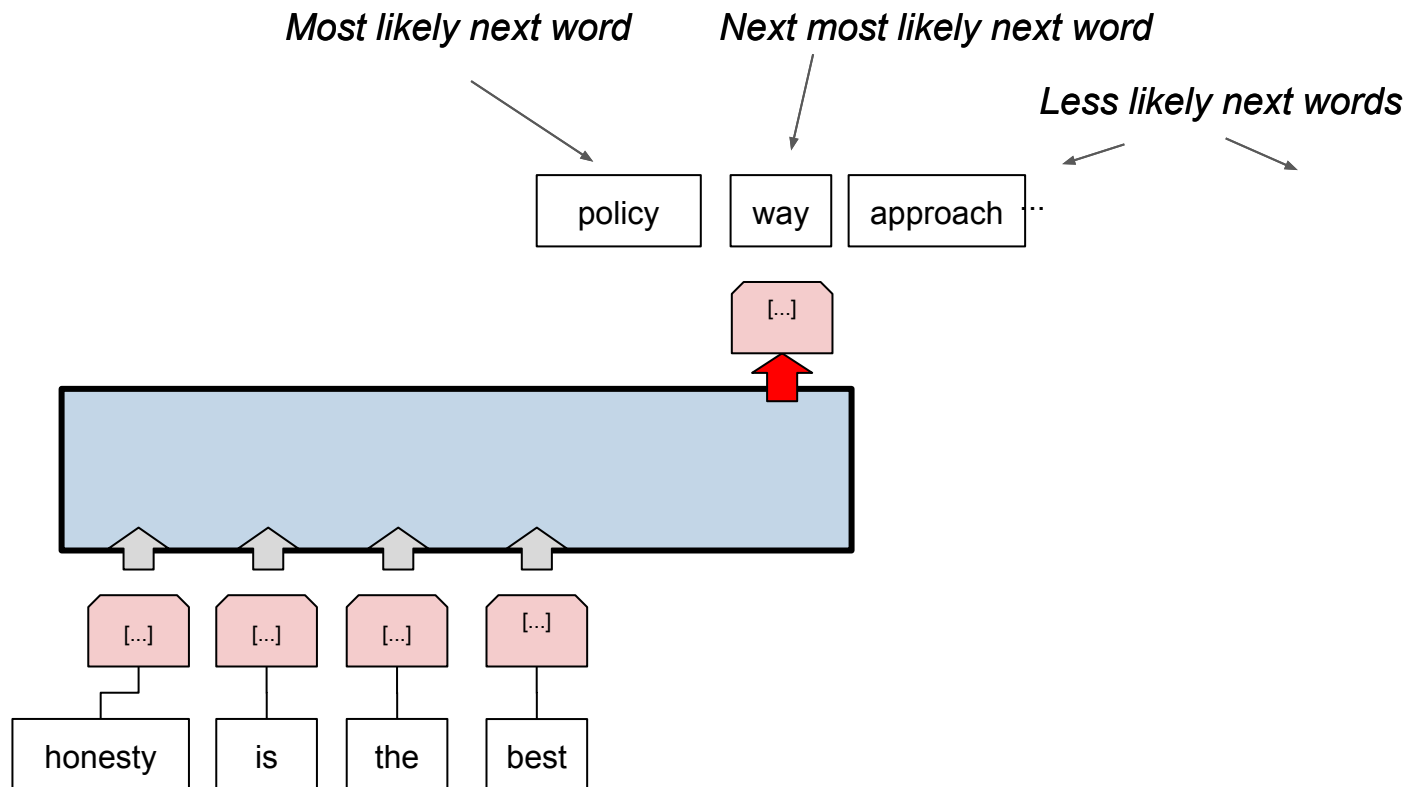 Most likely next word
Next most likely next word
Less likely next words
policy
way
approach
...
[...]
[...]
[...]
[...]
[...]
honesty
is
the
best